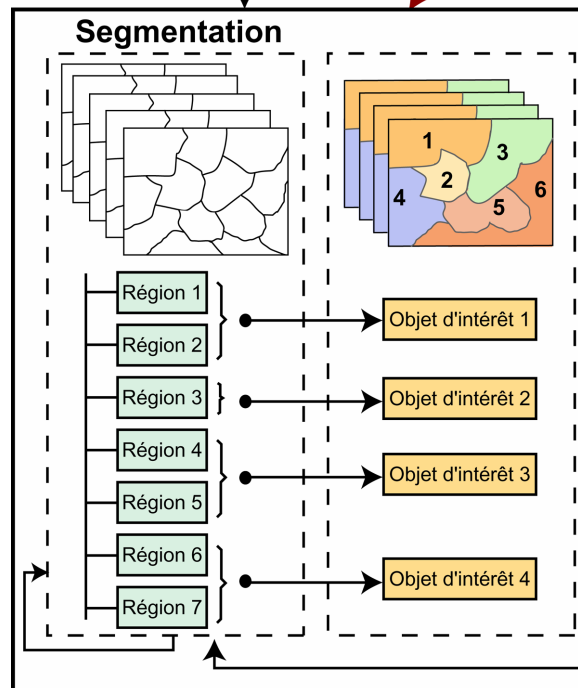 Segmentation
1
2
3
4
5
6
Région 1
Région 2
Région 3
Région 4
Région 5
Région 6
Région 7
Objet d'intérêt 1
Objet d'intérêt 2
Objet d'intérêt 3
Objet d'intérêt 4